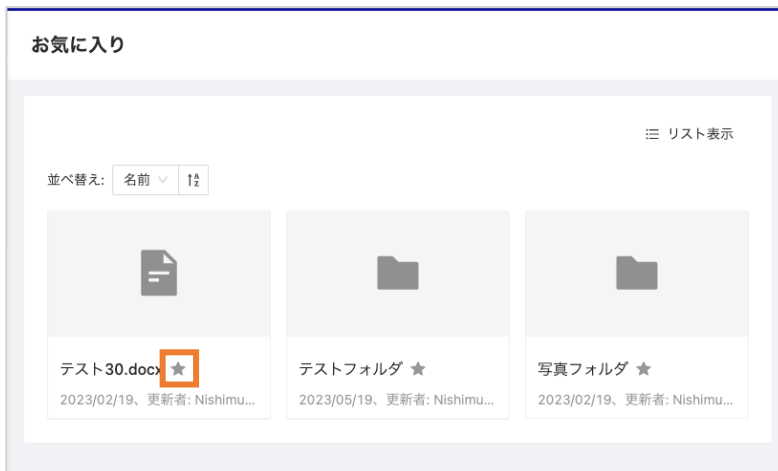 お気に入り
リスト表示
並べ替え: 名前
テスト30.docx
2023/02/19、更新者: Nishimu...
テストフォルダ
2023/05/19、更新者: Nishimu...
写真フォルダ
2023/02/19、更新者: Nishimu...